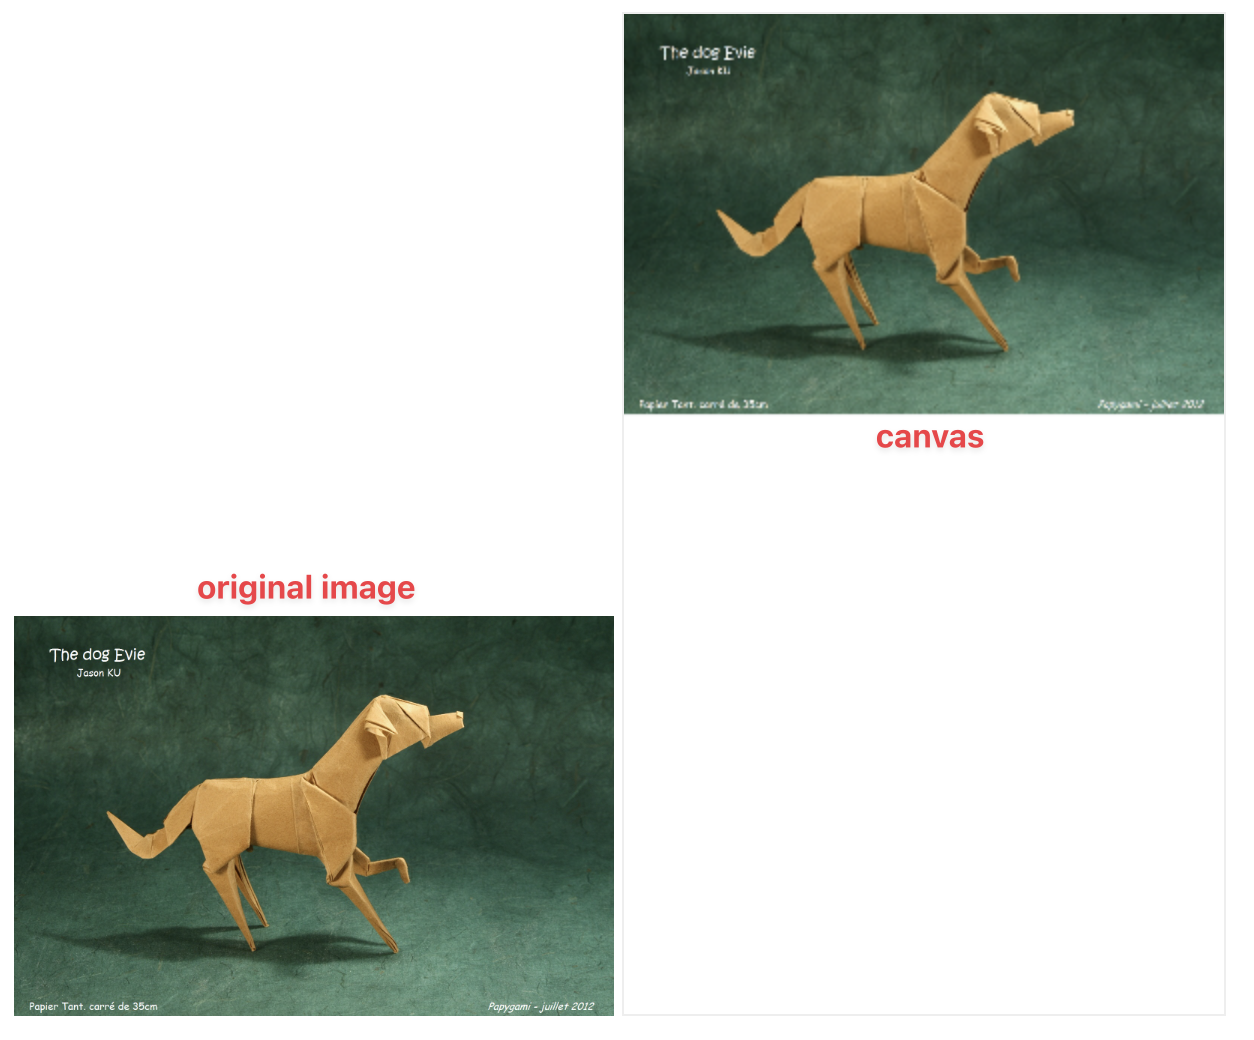 The dog Evie
Jason KU
Papier Tant. carré de 35cm
Papygami - juillet 2012
canvas
original image
The dog Evie
Jason KU
Papier Tant. carré de 35cm
Papygami - juillet 2012